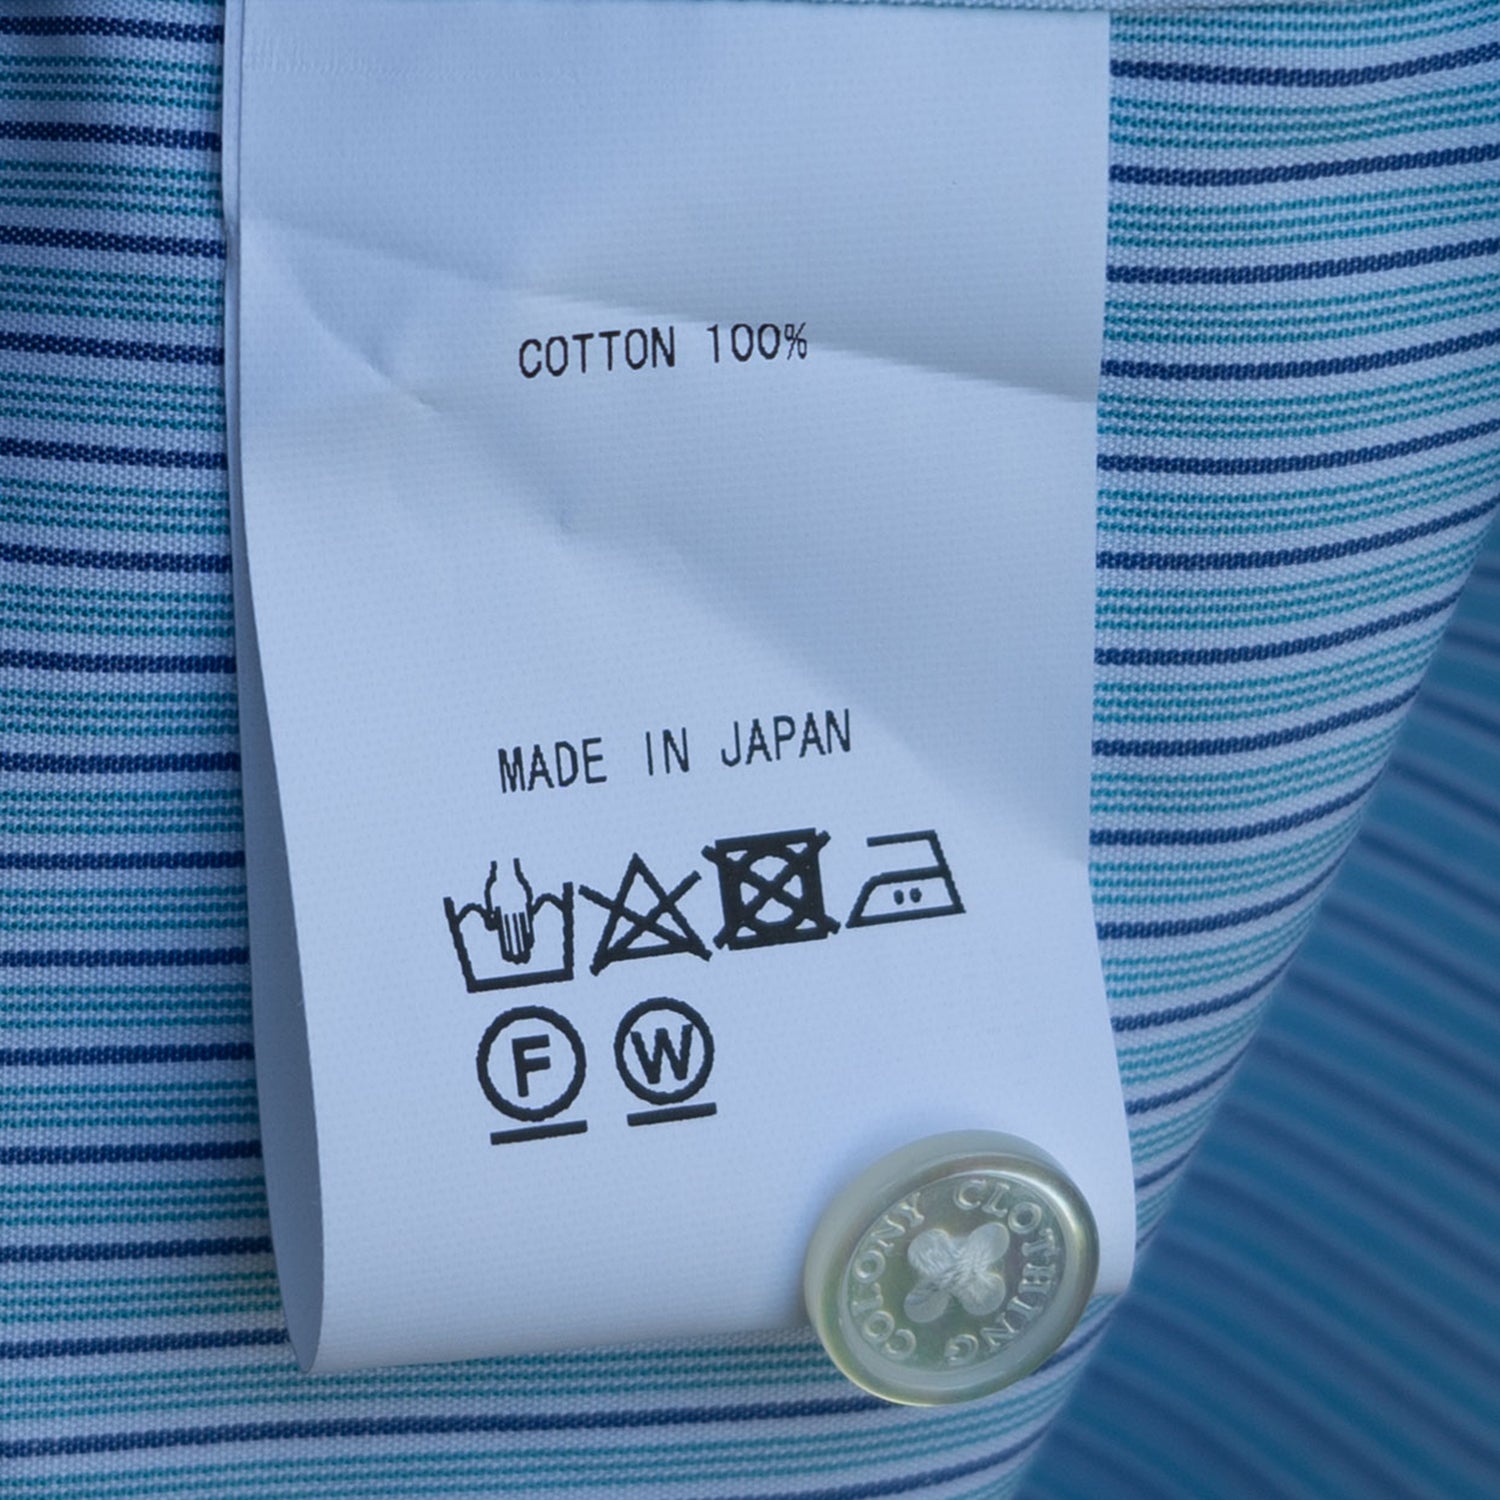 COTTON 100%
MADE IN JAPAN
F W
COLONY CLOTHING